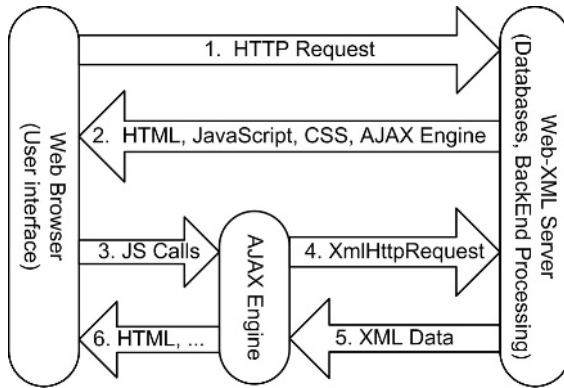 1. HTTP Request
2. HTML, JavaScript, CSS, AJAX Engine
3. JS Calls
4. XmlHttpRequest
5. XML Data
6. HTML, ...
Web Browser
(User interface)
AJAX Engine
Web-XML Server
(Databases, BackEnd Processing)